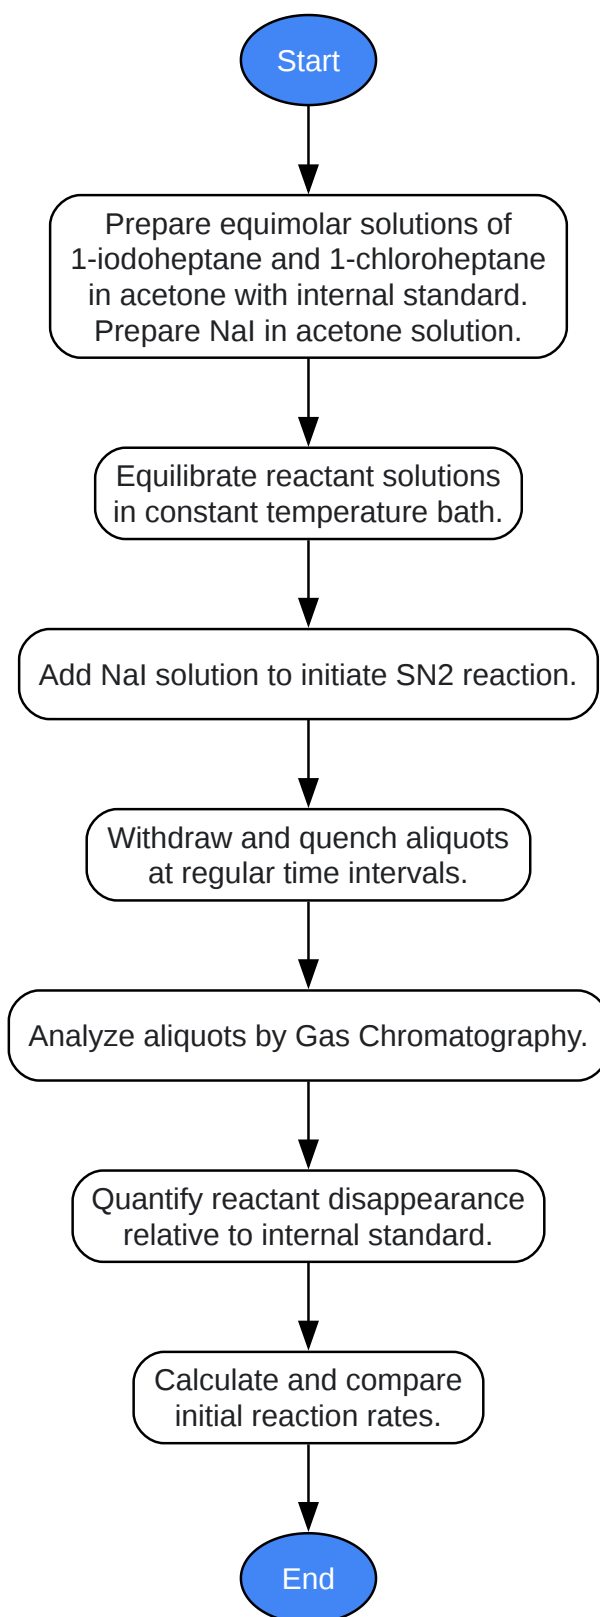 Start
Prepare equimolar solutions of
1-iodoheptane and 1-chloroheptane
in acetone with internal standard.
Prepare NaI in acetone solution.
Equilibrate reactant solutions
in constant temperature bath.
Add NaI solution to initiate SN2 reaction.
Withdraw and quench aliquots
at regular time intervals.
Analyze aliquots by Gas Chromatography.
Quantify reactant disappearance
relative to internal standard.
Calculate and compare
initial reaction rates.
End